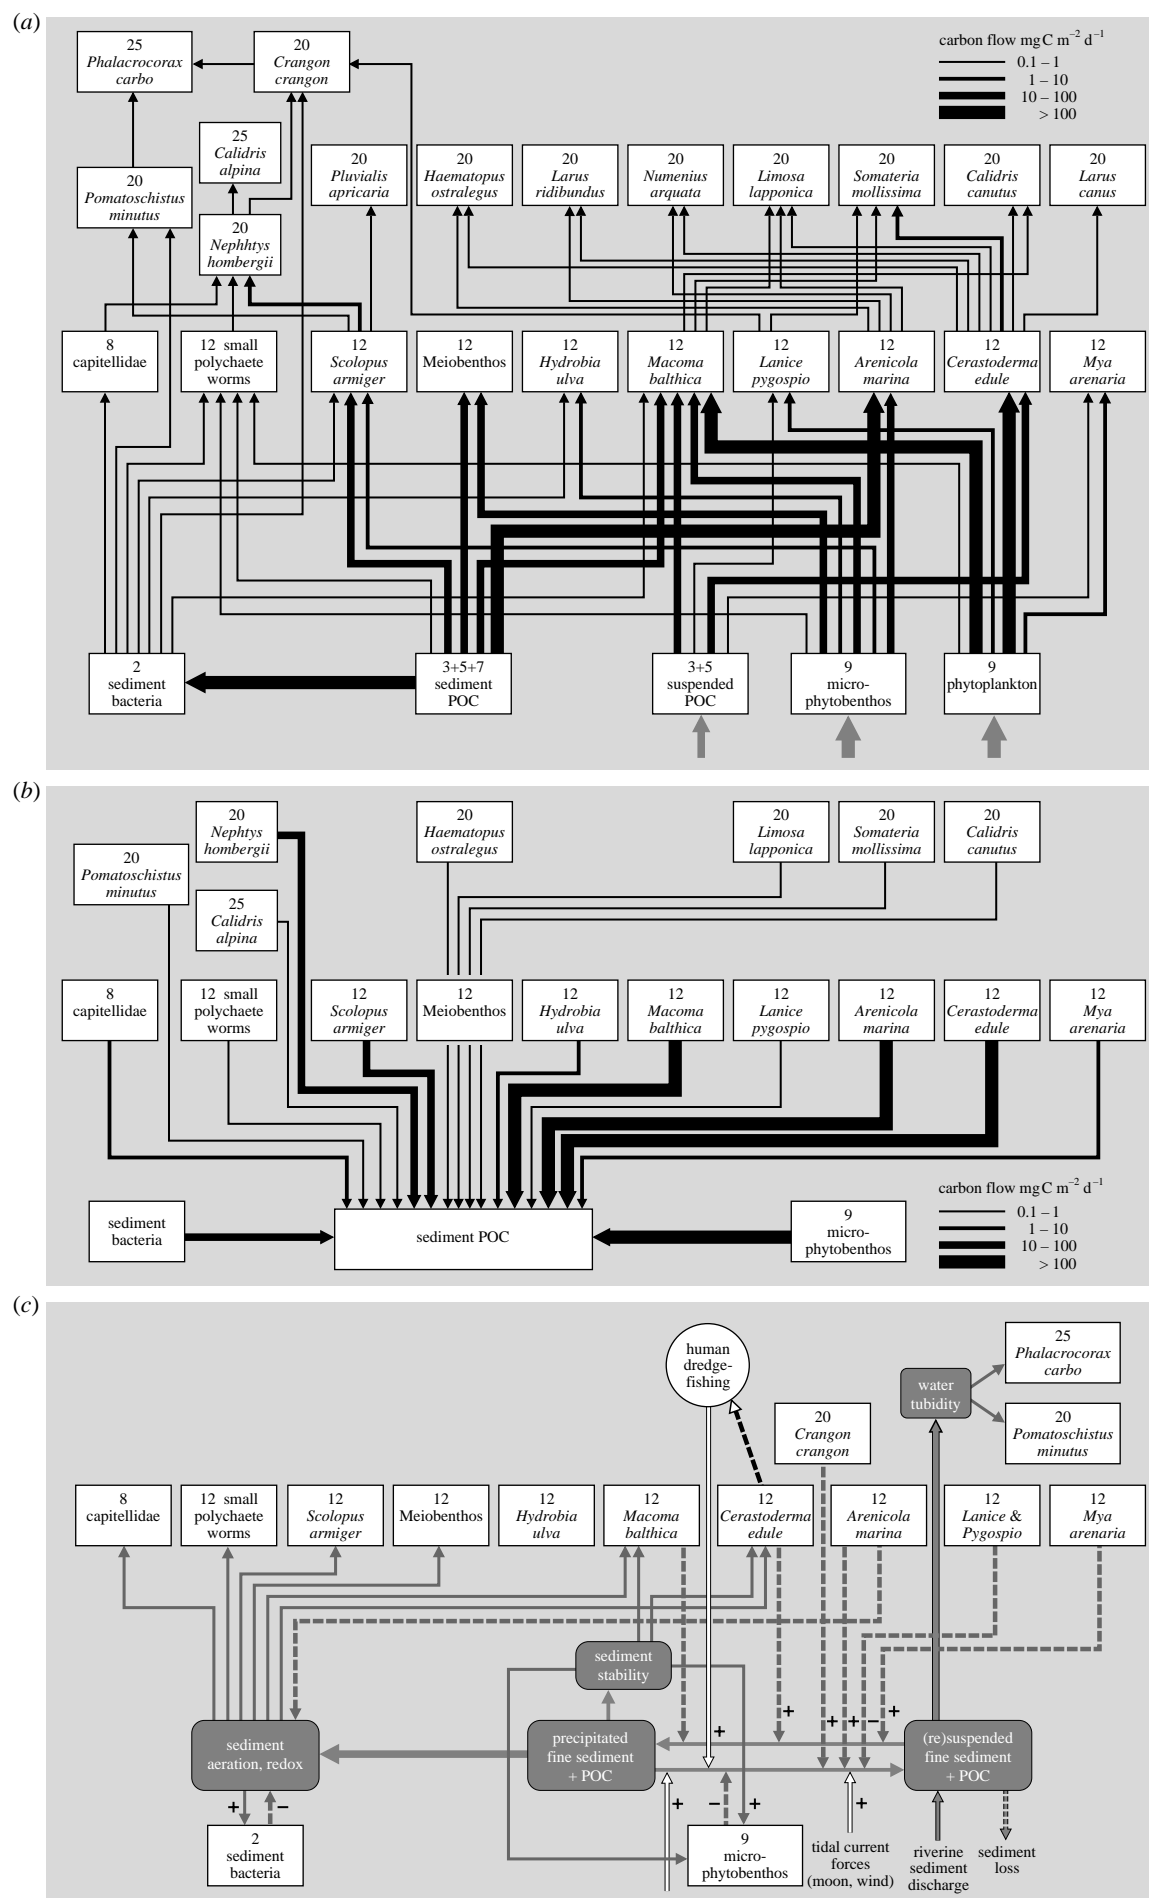 (a)
25
Phalacrocorax
carbo
20
Crangon
crangon
carbon flow mg C m−2 d−1
0.1 – 1
1 – 10
10 – 100
> 100
25
Calidris
alpina
20
Pomatoschistus
minutus
20
Nephhtys
hombergii
20
Pluvialis
apricaria
20
Haematopus
ostralegus
20
Larus
ridibundus
20
Numenius
arquata
20
Limosa
lapponica
20
Somateria
mollissima
20
Calidris
canutus
20
Larus
canus
8
capitellidae
12 small
polychaete
worms
12
Scolopus
armiger
12
Meiobenthos
12
Hydrobia
ulva
12
Macoma
balthica
12
Lanice
pygospio
12
Arenicola
marina
12
Cerastoderma
edule
12
Mya
arenaria
2
sediment
bacteria
3+5+7
sediment
POC
3+5
suspended
POC
9
micro-
phytobenthos
9
phytoplankton
(b)
20
Nephtys
hombergii
20
Pomatoschistus
minutus
25
Calidris
alpina
20
Haematopus
ostralegus
20
Limosa
lapponica
20
Somateria
mollissima
20
Calidris
canutus
8
capitellidae
12 small
polychaete
worms
12
Scolopus
armiger
12
Meiobenthos
12
Hydrobia
ulva
12
Macoma
balthica
12
Lanice
pygospio
12
Arenicola
marina
12
Cerastoderma
edule
12
Mya
arenaria
sediment
bacteria
sediment POC
9
micro-
phytobenthos
carbon flow mg C m−2 d−1
0.1 – 1
1 – 10
10 – 100
> 100
(c)
human
dredge-
fishing
water
tubidity
25
Phalacrocorax
carbo
20
Pomatoschistus
minutus
20
Crangon
crangon
8
capitellidae
12 small
polychaete
worms
12
Scolopus
armiger
12
Meiobenthos
12
Hydrobia
ulva
12
Macoma
balthica
12
Cerastoderma
edule
12
Arenicola
marina
12
Lanice &
Pygospio
12
Mya
arenaria
sediment
stability
sediment
aeration, redox
precipitated
fine sediment
+ POC
(re)suspended
fine sediment
+ POC
+
+
+
+
−
+
+
−
+
−
+
+
2
sediment
bacteria
9
micro-
phytobenthos
tidal current
forces
(moon, wind)
riverine
sediment
discharge
sediment
loss